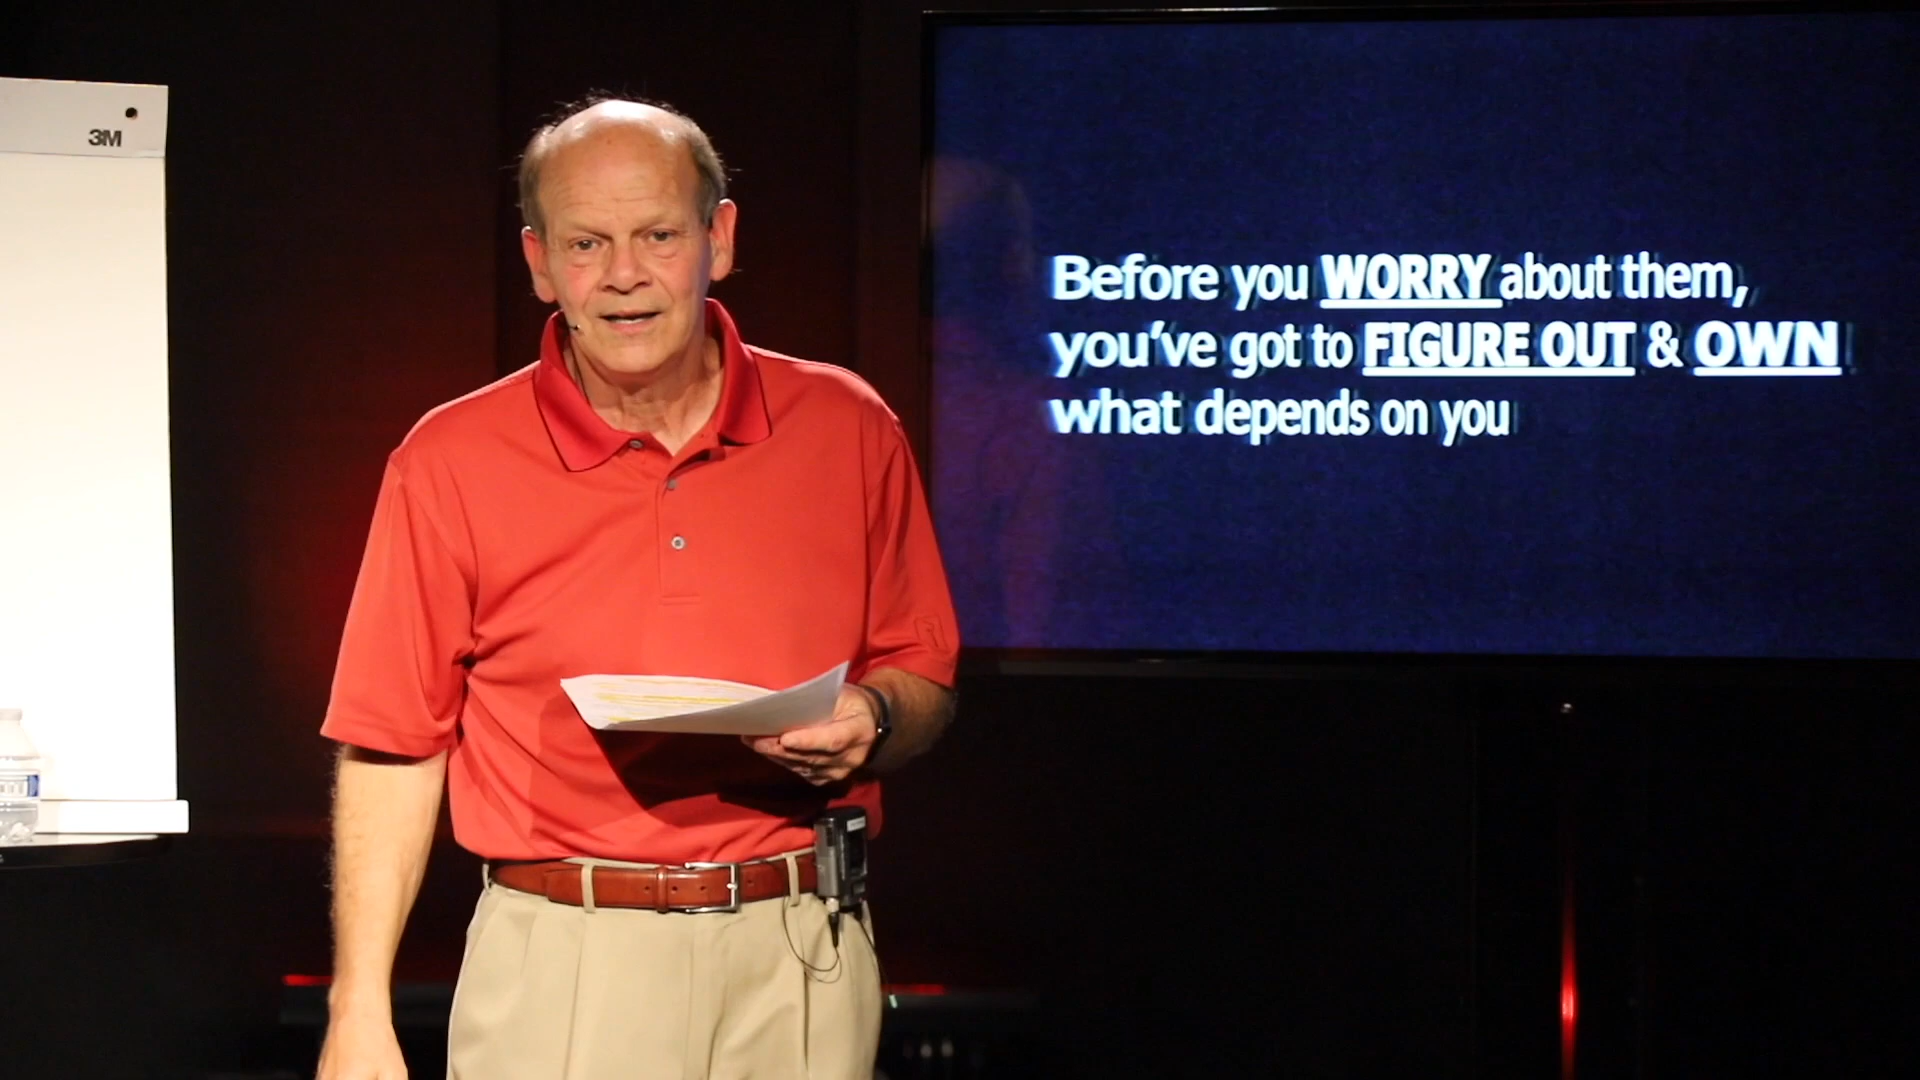 3M
Before you WORRY about them,
you've got to FIGURE OUT & OWN
what depends on you